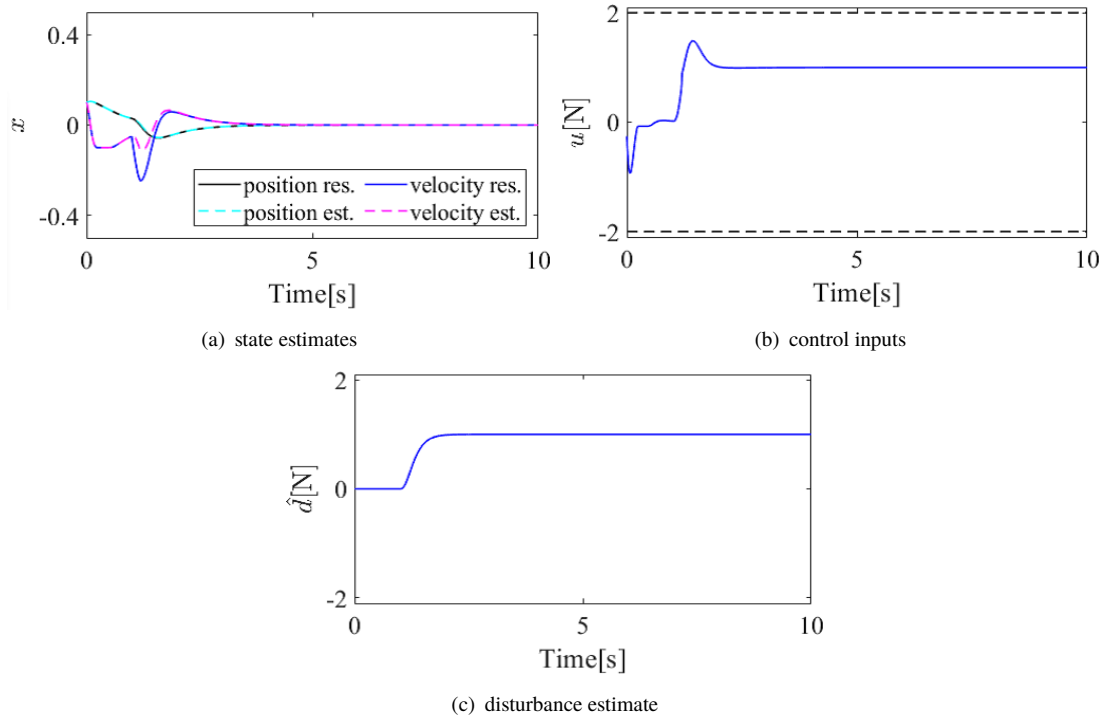 0.4
0
-0.4
x
position res.
velocity res.
position est.
velocity est.
0
5
10
Time[s]
(a) state estimates
2
0
-2
u[N]
0
5
10
Time[s]
(b) control inputs
2
0
-2
d̂[N]
0
5
10
Time[s]
(c) disturbance estimate